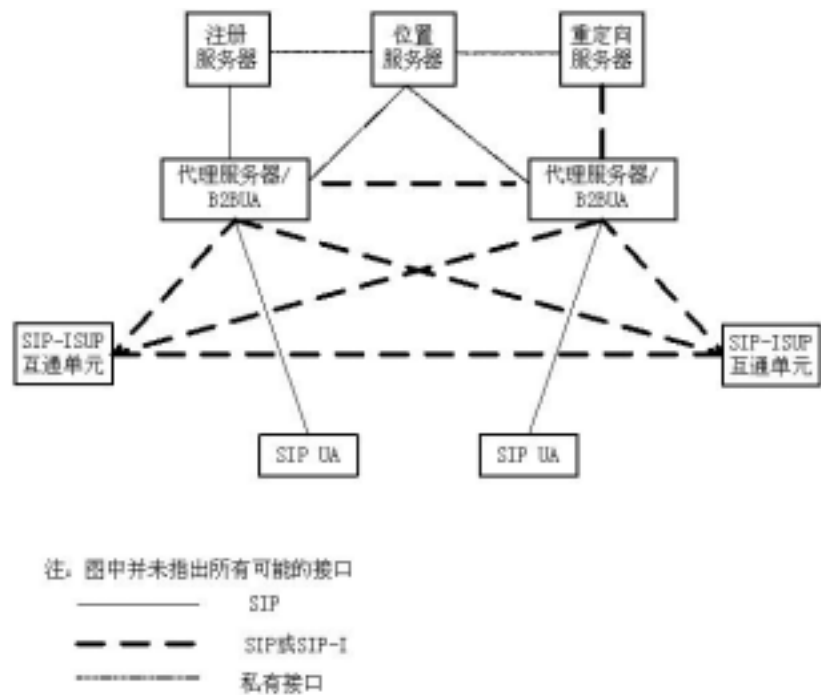 注册
服务器
位置
服务器
重定向
服务器
代理服务器/
B2BUA
代理服务器/
B2BUA
SIP-ISUP
互通单元
SIP-ISUP
互通单元
SIP UA
SIP UA
注：图中并未指出所有可能的接口
SIP
SIP或SIP-I
私有接口